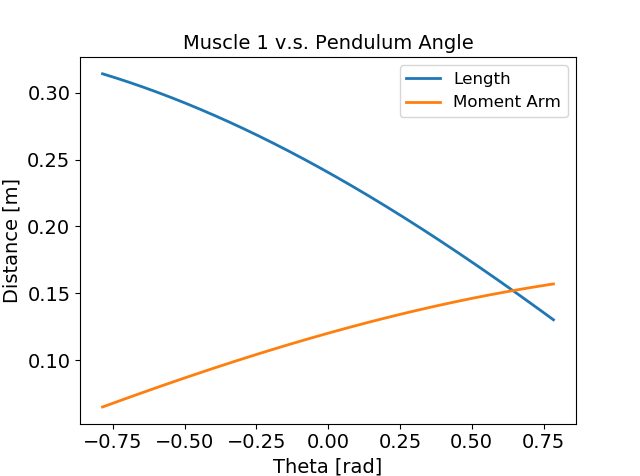 Muscle 1 v.s. Pendulum Angle
Length
Moment Arm
Distance [m]
0.30
0.25
0.20
0.15
0.10
−0.75 −0.50 −0.25 0.00 0.25 0.50 0.75
Theta [rad]